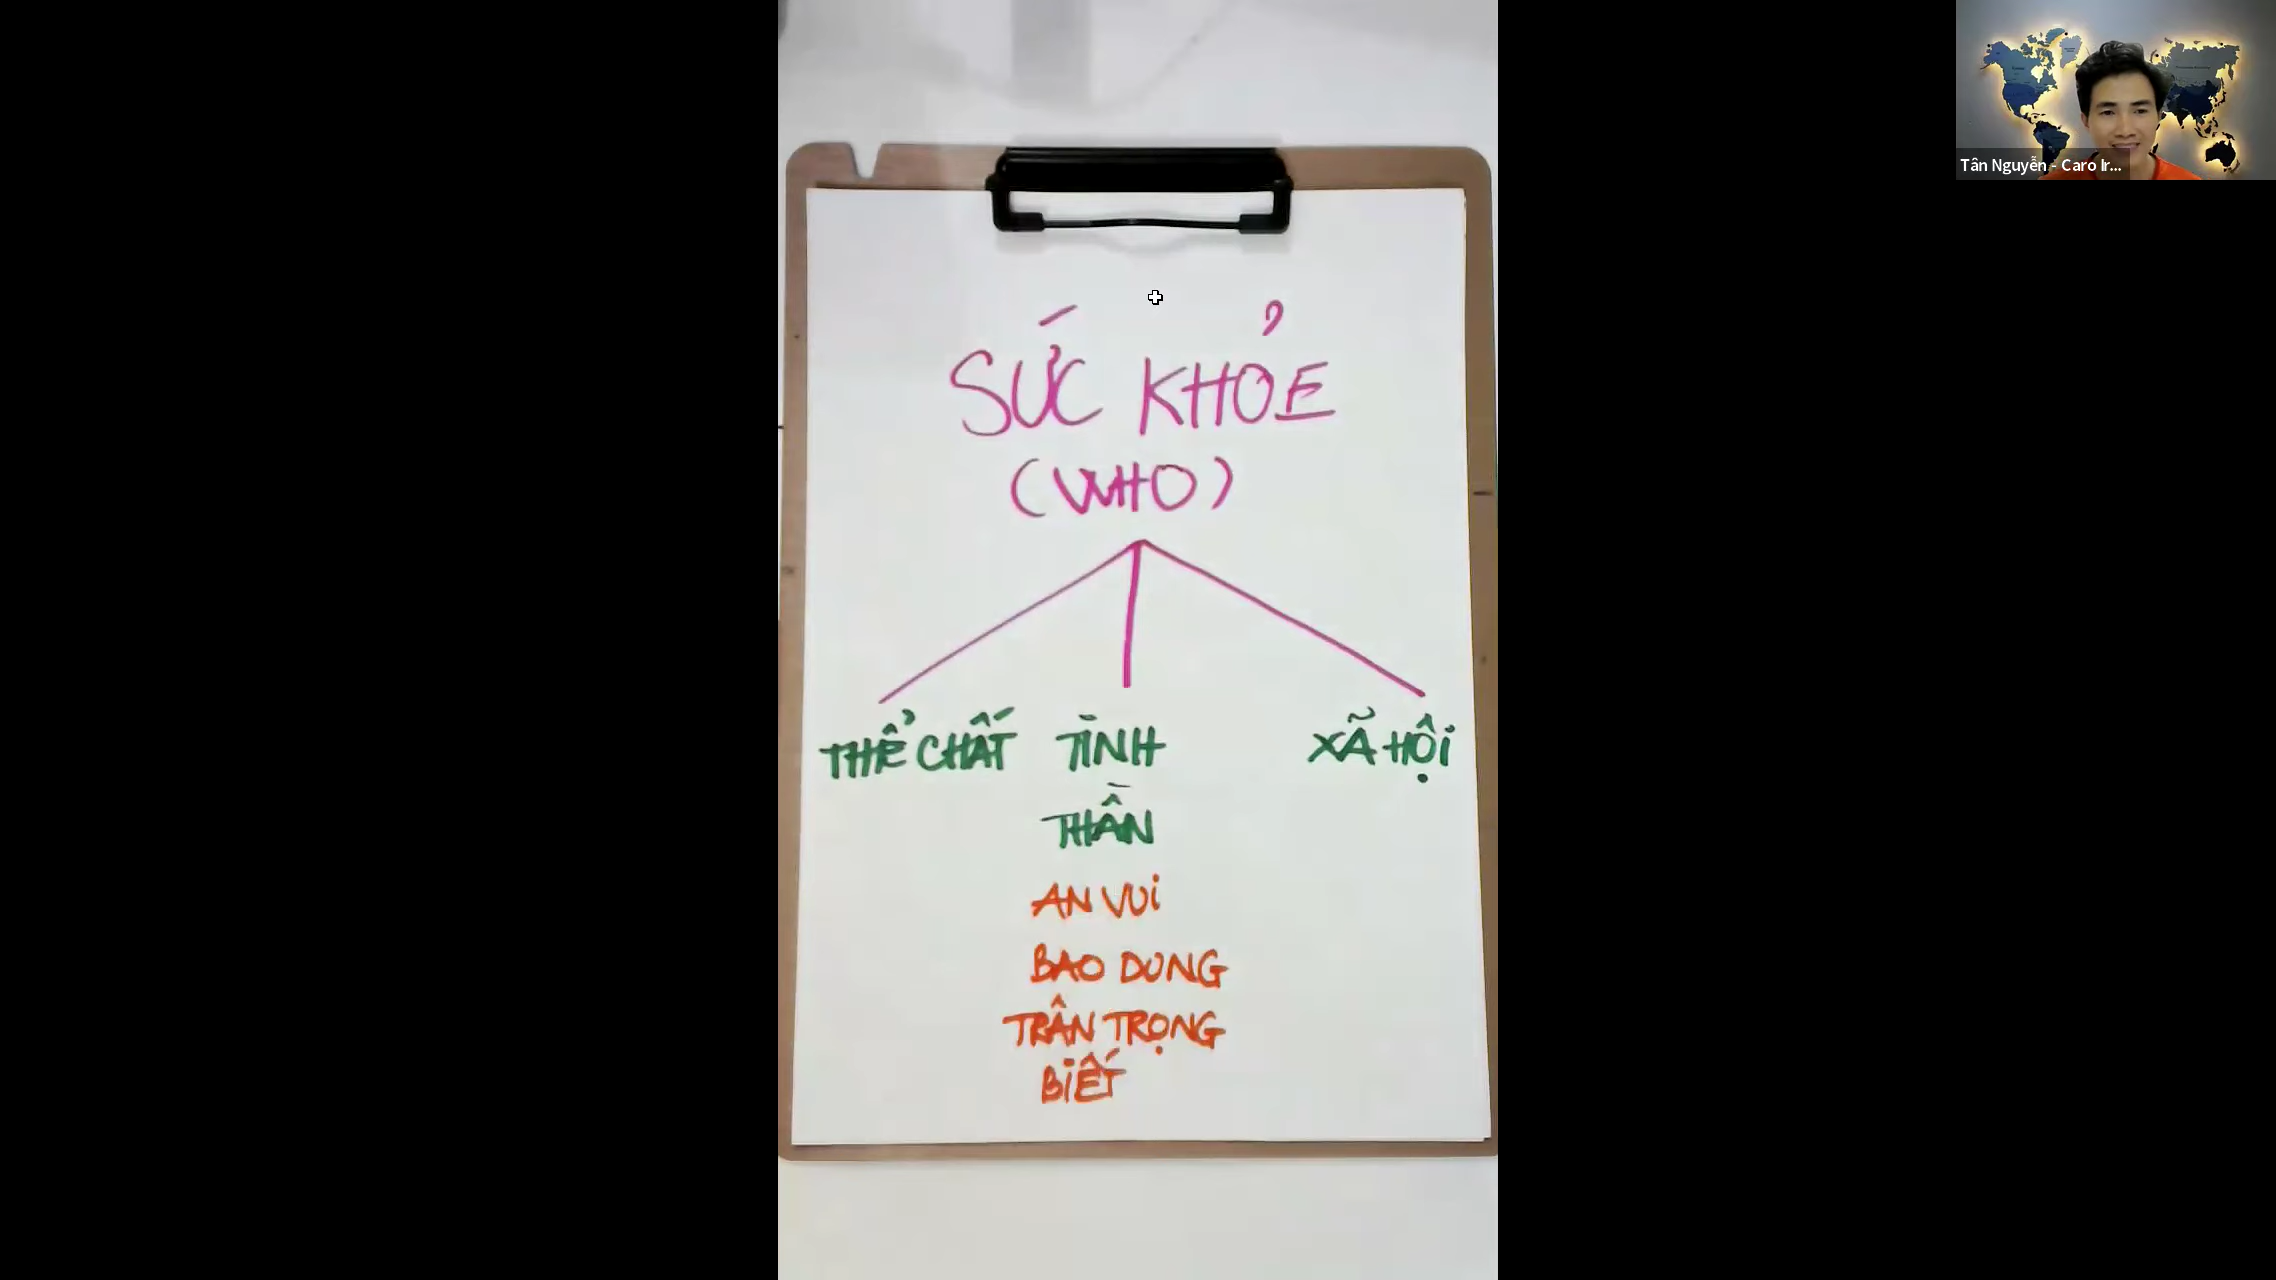 SỨC KHỎE
(WHO)
THỂ CHẤT TINH XÃ HỘI
THẦN
AN VUI
BAO DUNG
TRÂN TRỌNG
BIẾT
Tân Nguyễn - Caro Ir...